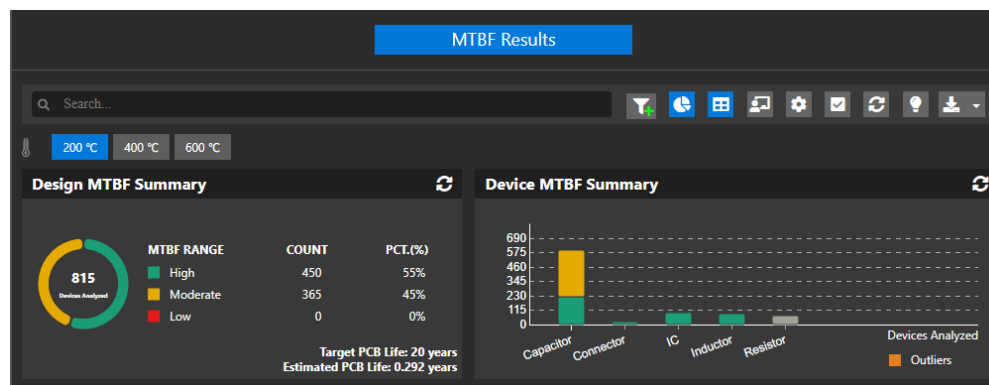 MTBF Results
Search...
200 °C 400 °C 600 °C
Design MTBF Summary
815
Devices Analyzed
MTBF RANGE COUNT PCT.(%)
High 450 55%
Moderate 365 45%
Low 0 0%
Target PCB Life: 20 years
Estimated PCB Life: 0.292 years
Device MTBF Summary
690
575
460
345
230
115
0
Capacitor Connector IC Inductor Resistor
Devices Analyzed
Outliers